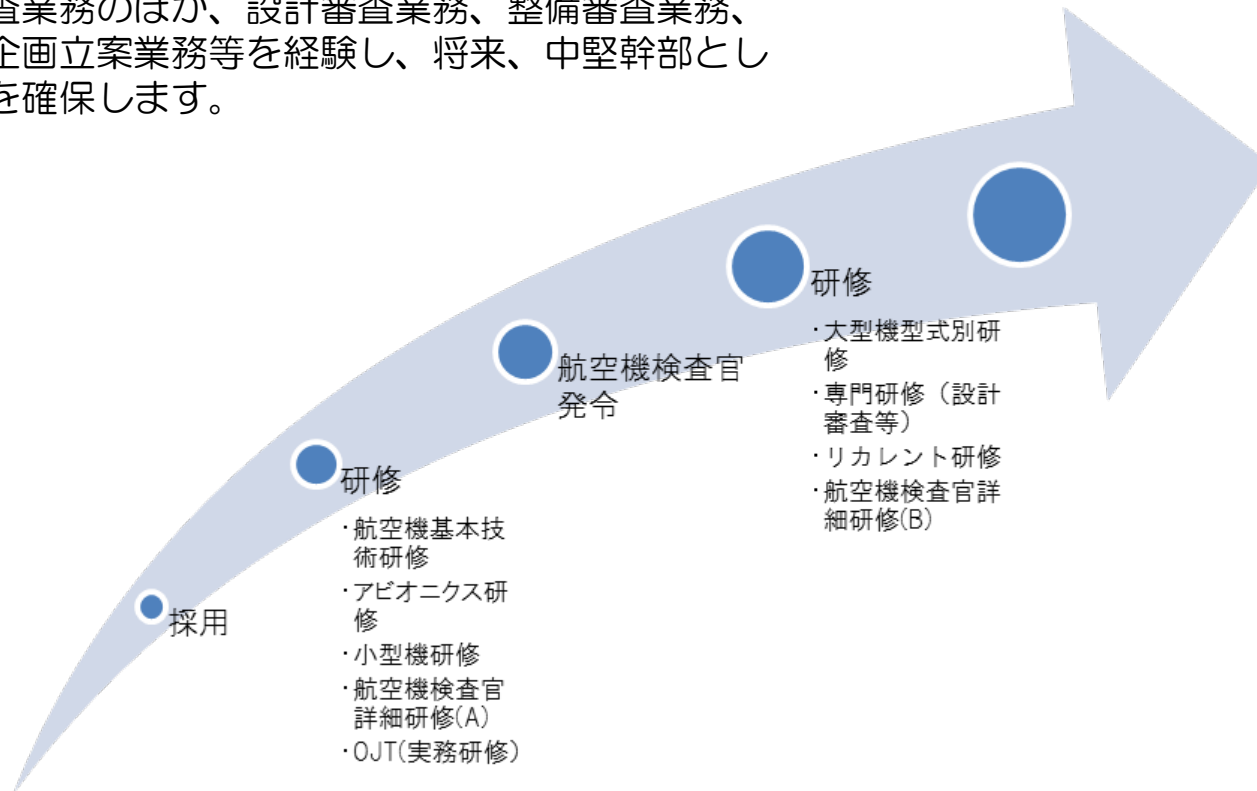 査業務のほか、設計審査業務、整備審査業務、
企画立案業務等を経験し、将来、中堅幹部とし
を確保します。
採用
研修
・航空機基本技
術研修
・アビオニクス研
修
・小型機研修
・航空機検査官
詳細研修(A)
・OJT(実務研修)
航空機検査官
発令
研修
・大型機型式別研
修
・専門研修（設計
審査等）
・リカレント研修
・航空機検査官詳
細研修(B)